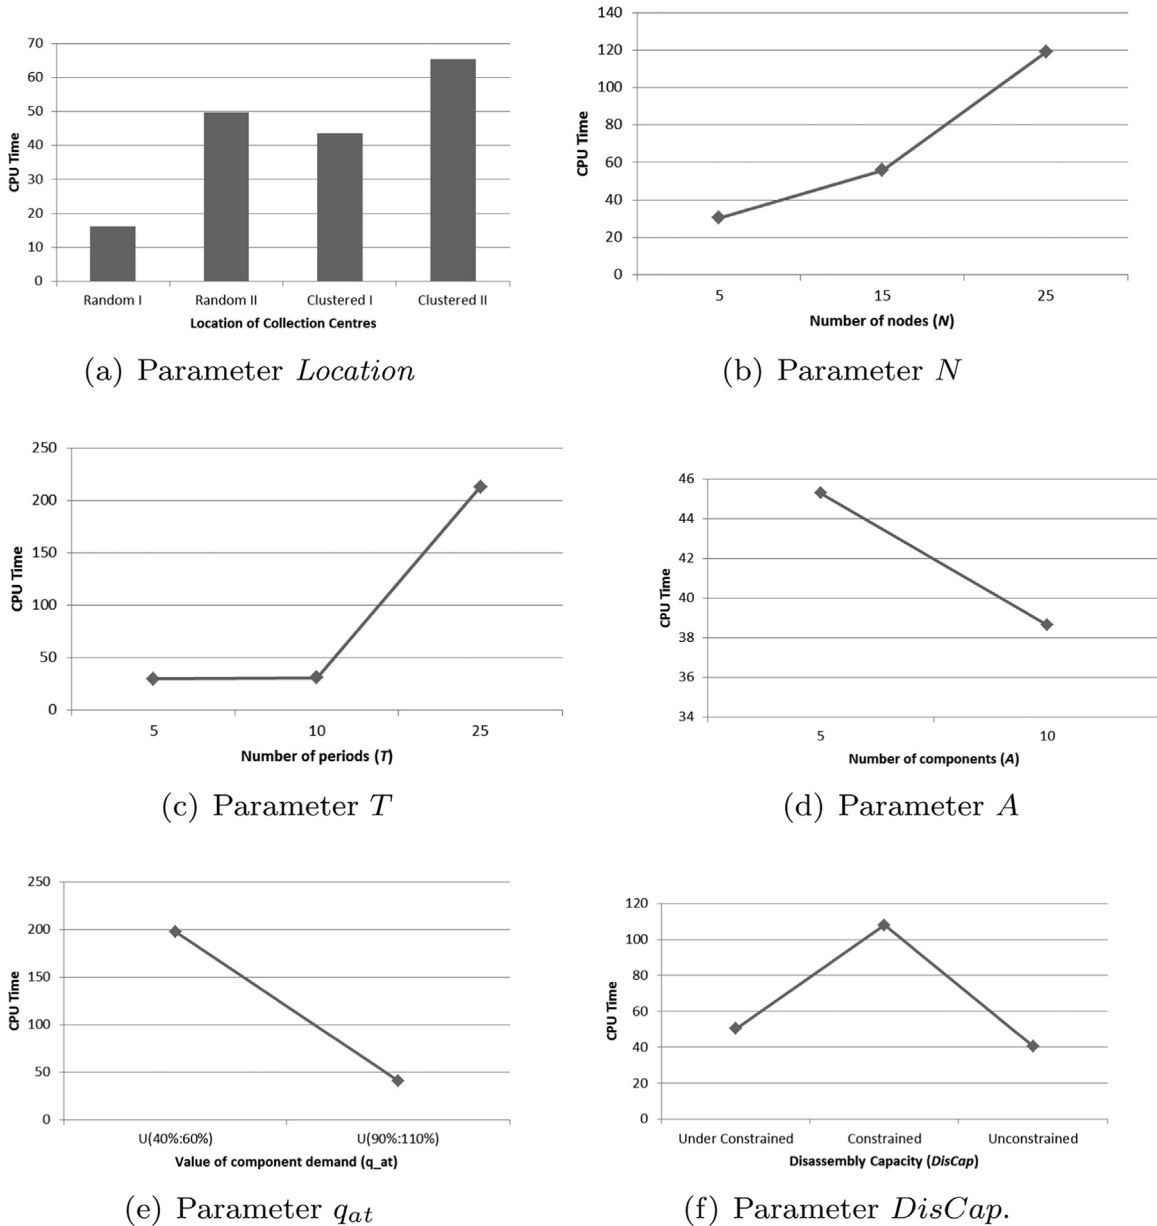 70
60
50
40
30
20
10
0
CPU Time
Random I Random II Clustered I Clustered II
Location of Collection Centres
(a) Parameter Location
140
120
100
80
60
40
20
0
CPU Time
5 15 25
Number of nodes (N)
(b) Parameter N
250
200
150
100
50
0
CPU Time
5 10 25
Number of periods (T)
(c) Parameter T
46
44
42
40
38
36
34
CPU Time
5 10
Number of components (A)
(d) Parameter A
250
200
150
100
50
0
CPU Time
U(40%:60%) U(90%:110%)
Value of component demand (q_at)
(e) Parameter q_at
120
100
80
60
40
20
0
CPU Time
Under Constrained Constrained Unconstrained
Disassembly Capacity (DisCap)
(f) Parameter DisCap.